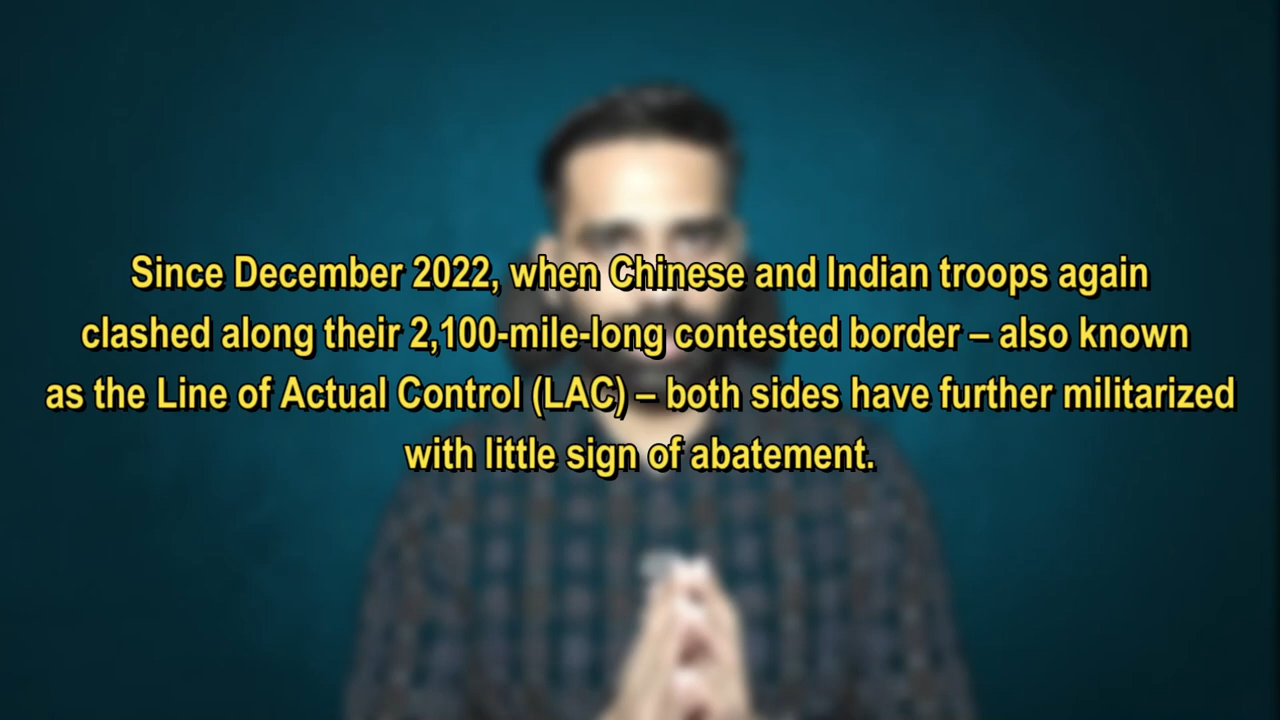 Since December 2022, when Chinese and Indian troops again
clashed along their 2,100-mile-long contested border – also known
as the Line of Actual Control (LAC) – both sides have further militarized
with little sign of abatement.